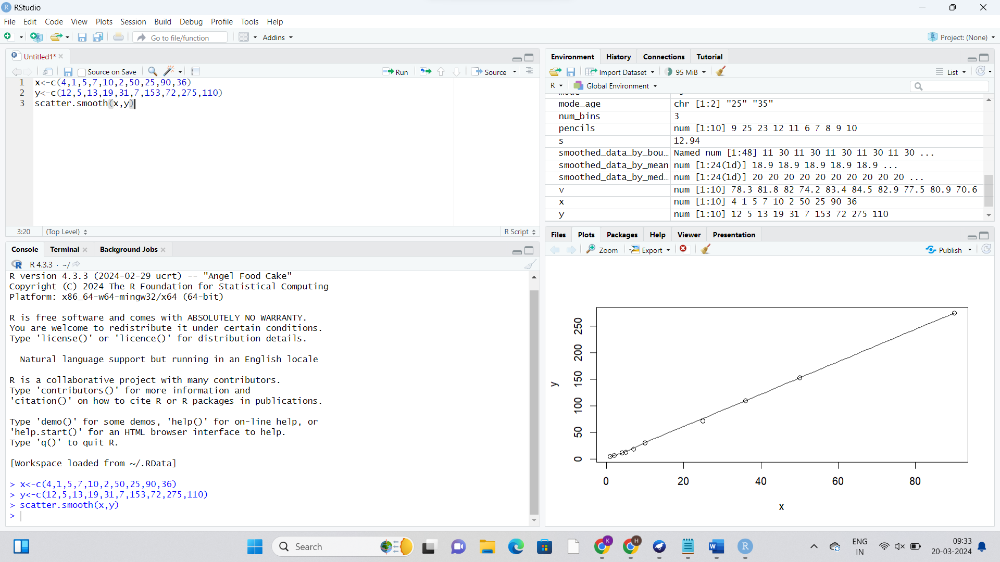 RStudio
File Edit Code View Plots Session Build Debug Profile Tools Help
Go to file/function Addins Project: (None)
Untitled1*
Source on Save Run Source
1 x<-c(4,1,5,7,10,2,50,25,90,36)
2 y<-c(12,5,13,19,31,7,153,72,275,110)
3 scatter.smooth(x,y)
3:20 (Top Level) R Script
Console Terminal Background Jobs
R 4.3.3 · ~/
R version 4.3.3 (2024-02-29 ucrt) -- "Angel Food Cake"
Copyright (C) 2024 The R Foundation for Statistical Computing
Platform: x86_64-w64-mingw32/x64 (64-bit)
R is free software and comes with ABSOLUTELY NO WARRANTY.
You are welcome to redistribute it under certain conditions.
Type 'license()' or 'licence()' for distribution details.
Natural language support but running in an English locale
R is a collaborative project with many contributors.
Type 'contributors()' for more information and
'citation()' on how to cite R or R packages in publications.
Type 'demo()' for some demos, 'help()' for on-line help, or
'help.start()' for an HTML browser interface to help.
Type 'q()' to quit R.
[Workspace loaded from ~/.RData]
> x<-c(4,1,5,7,10,2,50,25,90,36)
> y<-c(12,5,13,19,31,7,153,72,275,110)
> scatter.smooth(x,y)
>
Environment History Connections Tutorial
Import Dataset 95 MiB List
R Global Environment
mode_age chr [1:2] "25" "35"
num_bins 3
pencils num [1:10] 9 25 23 12 11 6 7 8 9 10
s 12.94
smoothed_data_by_bou… Named num [1:48] 11 30 11 30 11 30 11 30 11 30 ...
smoothed_data_by_mean num [1:24(1d)] 18.9 18.9 18.9 18.9 18.9 ...
smoothed_data_by_med… num [1:24(1d)] 20 20 20 20 20 20 20 20 20 20 ...
v num [1:10] 78.3 81.8 82 74.2 83.4 84.5 82.9 77.5 80.9 70.6
x num [1:10] 4 1 5 7 10 2 50 25 90 36
y num [1:10] 12 5 13 19 31 7 153 72 275 110
Files Plots Packages Help Viewer Presentation
Zoom Export Publish
250
200
150
100
50
0
y
0 20 40 60 80
x
Search
ENG
IN
09:33
20-03-2024